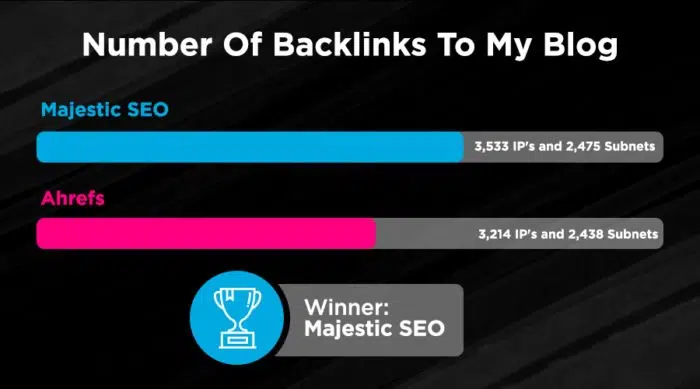 Number Of Backlinks To My Blog
Majestic SEO
3,533 IP's and 2,475 Subnets
Ahrefs
3,214 IP's and 2,438 Subnets
Winner:
Majestic SEO